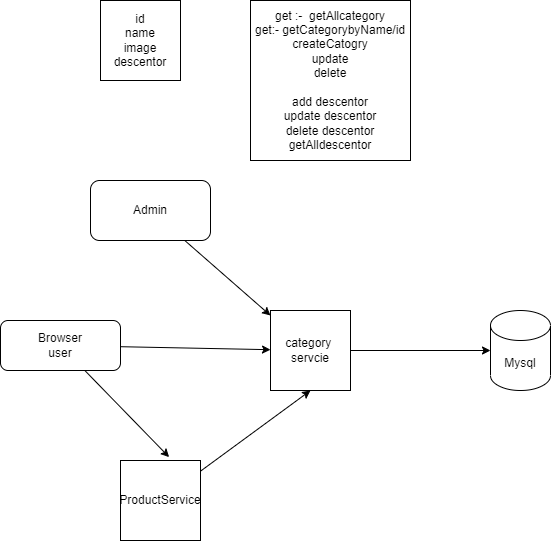 id
name
image
descentor
get :-  getAllcategory
get:- getCategorybyName/id
createCatogry
update
delete
add descentor
update descentor
delete descentor
getAlldescentor
Admin
Browser
user
category
servcie
Mysql
ProductService